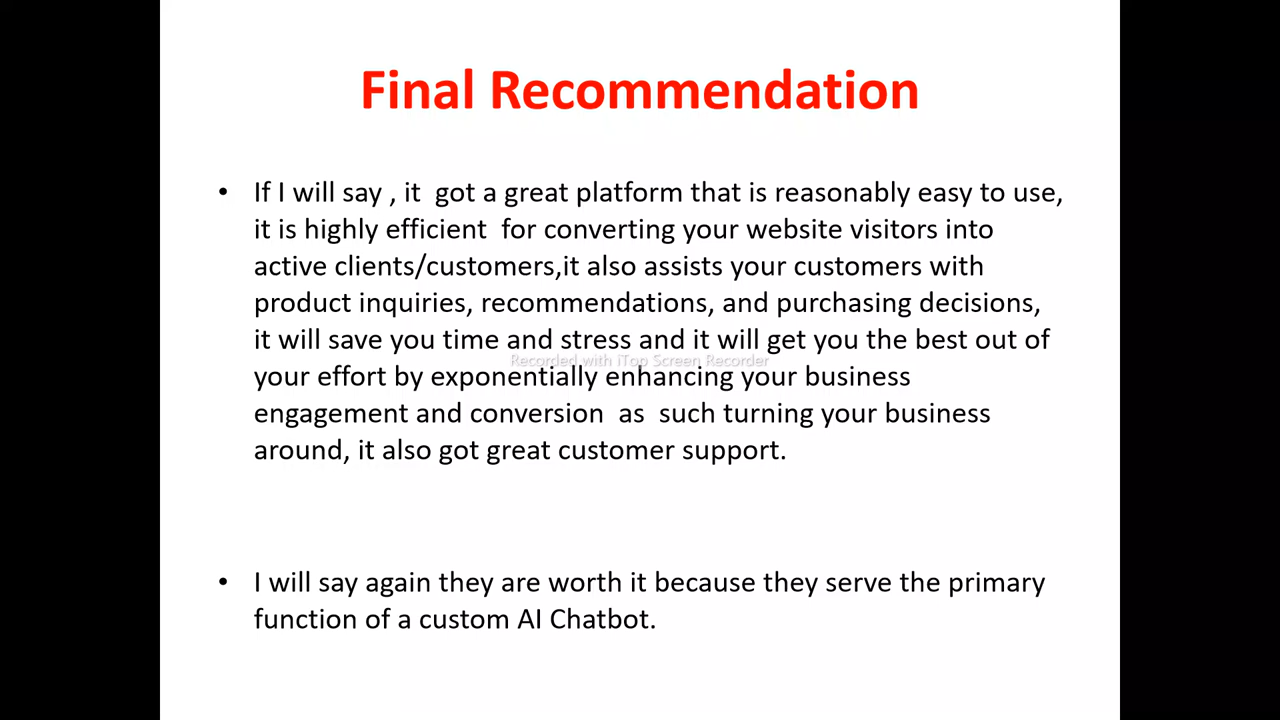 Final Recommendation
• If I will say , it  got a great platform that is reasonably easy to use,
it is highly efficient  for converting your website visitors into
active clients/customers,it also assists your customers with
product inquiries, recommendations, and purchasing decisions,
it will save you time and stress and it will get you the best out of
Recorded with iTop Screen Recorder
your effort by exponentially enhancing your business
engagement and conversion  as  such turning your business
around, it also got great customer support.
• I will say again they are worth it because they serve the primary
function of a custom AI Chatbot.